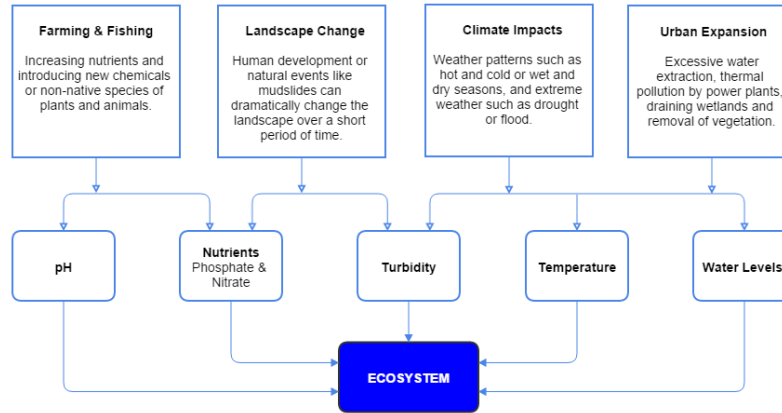 Farming & Fishing
Increasing nutrients and
introducing new chemicals
or non-native species of
plants and animals.
Landscape Change
Human development or
natural events like
mudslides can
dramatically change the
landscape over a short
period of time.
Climate Impacts
Weather patterns such as
hot and cold or wet and
dry seasons, and extreme
weather such as drought
or flood.
Urban Expansion
Excessive water
extraction, thermal
pollution by power plants,
draining wetlands and
removal of vegetation.
pH
Nutrients
Phosphate &
Nitrate
Turbidity
Temperature
Water Levels
ECOSYSTEM